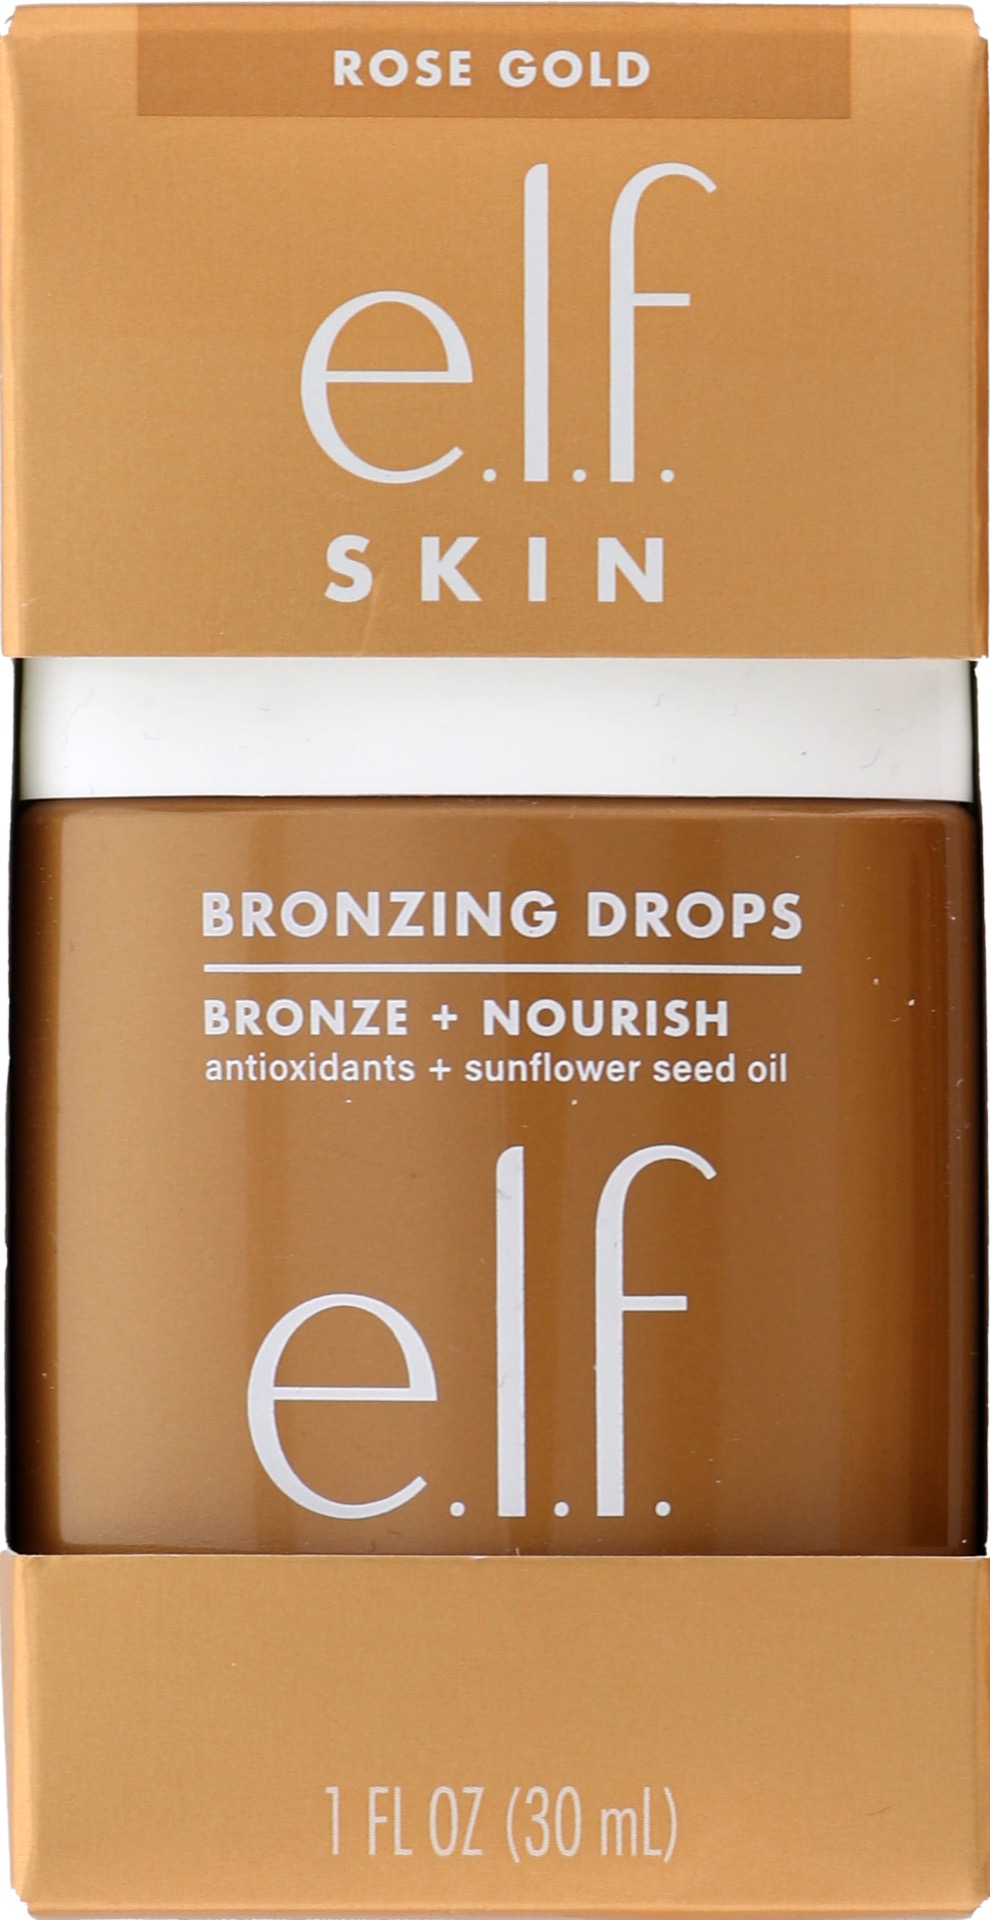 ROSE GOLD
e.l.f.
SKIN
BRONZING DROPS
BRONZE + NOURISH
antioxidants + sunflower seed oil
e.l.f.
1 FL OZ (30 mL)